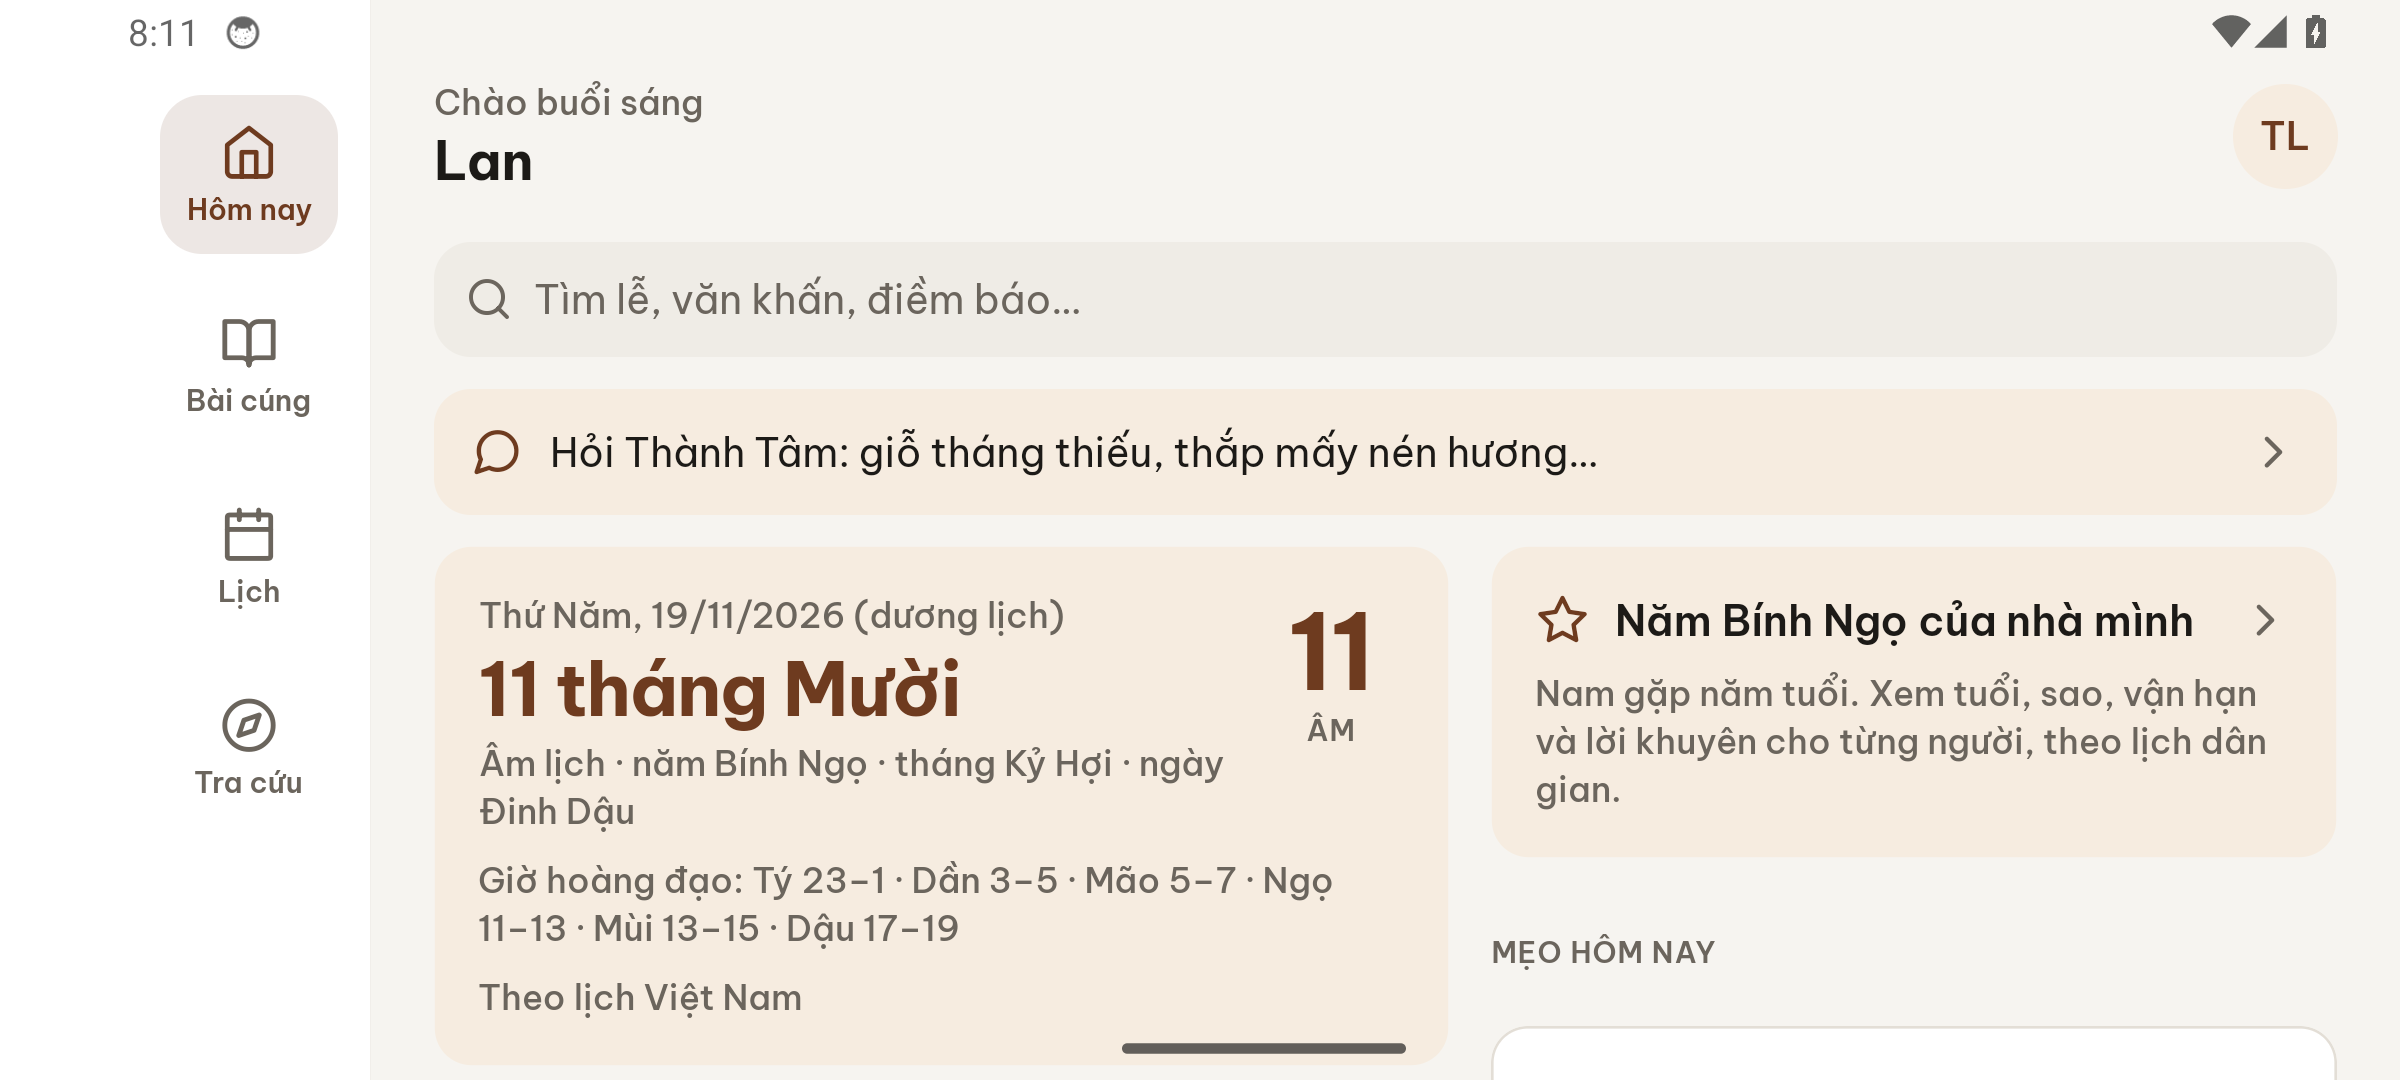 8:11
Hôm nay
Bài cúng
Lịch
Tra cứu
Chào buổi sáng
Lan
TL
Tìm lễ, văn khấn, điềm báo...
Hỏi Thành Tâm: giỗ tháng thiếu, thắp mấy nén hương...
Thứ Năm, 19/11/2026 (dương lịch)
11 tháng Mười
11
ÂM
Âm lịch · năm Bính Ngọ · tháng Kỷ Hợi · ngày
Đinh Dậu
Giờ hoàng đạo: Tý 23–1 · Dần 3–5 · Mão 5–7 · Ngọ
11–13 · Mùi 13–15 · Dậu 17–19
Theo lịch Việt Nam
Năm Bính Ngọ của nhà mình
Nam gặp năm tuổi. Xem tuổi, sao, vận hạn
và lời khuyên cho từng người, theo lịch dân
gian.
MẸO HÔM NAY